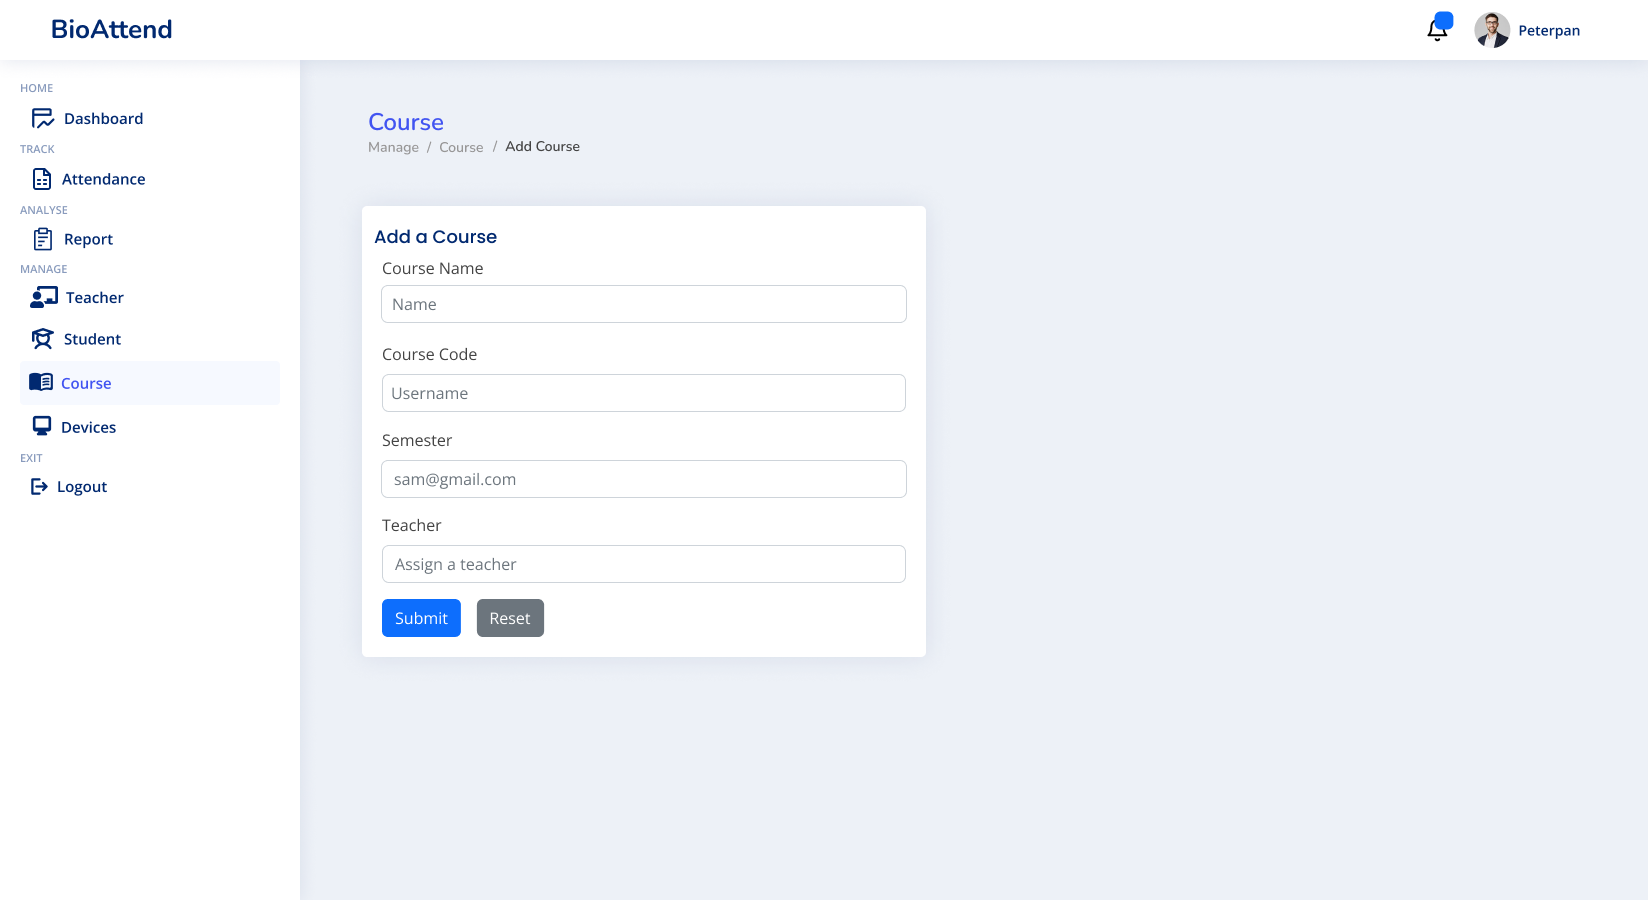 BioAttend
Peterpan
HOME
Dashboard
TRACK
Attendance
ANALYSE
Report
MANAGE
Teacher
Student
Course
Devices
EXIT
Logout
Course
Manage / Course / Add Course
Add a Course
Course Name
Name
Course Code
Username
Semester
sam@gmail.com
Teacher
Assign a teacher
Submit Reset